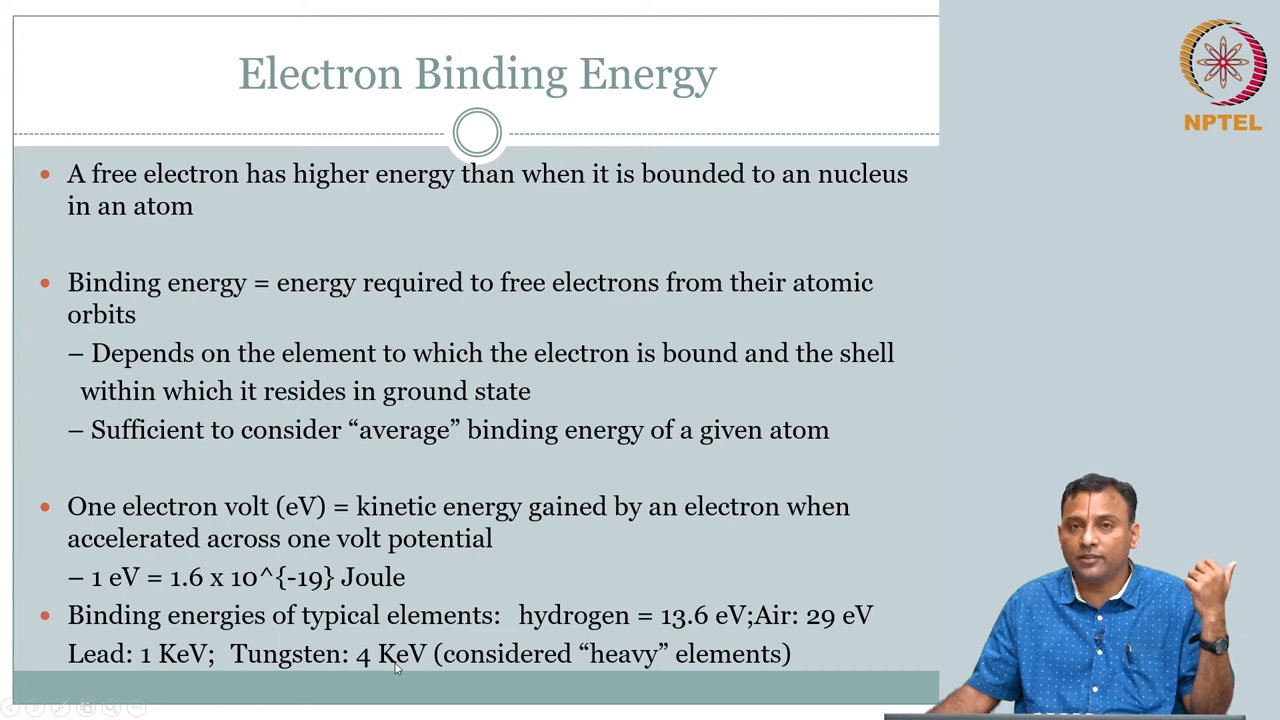 Electron Binding Energy
NPTEL
• A free electron has higher energy than when it is bounded to an nucleus
in an atom
• Binding energy = energy required to free electrons from their atomic
orbits
– Depends on the element to which the electron is bound and the shell
within which it resides in ground state
– Sufficient to consider “average” binding energy of a given atom
• One electron volt (eV) = kinetic energy gained by an electron when
accelerated across one volt potential
– 1 eV = 1.6 x 10^{-19} Joule
• Binding energies of typical elements: hydrogen = 13.6 eV;Air: 29 eV
Lead: 1 KeV; Tungsten: 4 KeV (considered “heavy” elements)